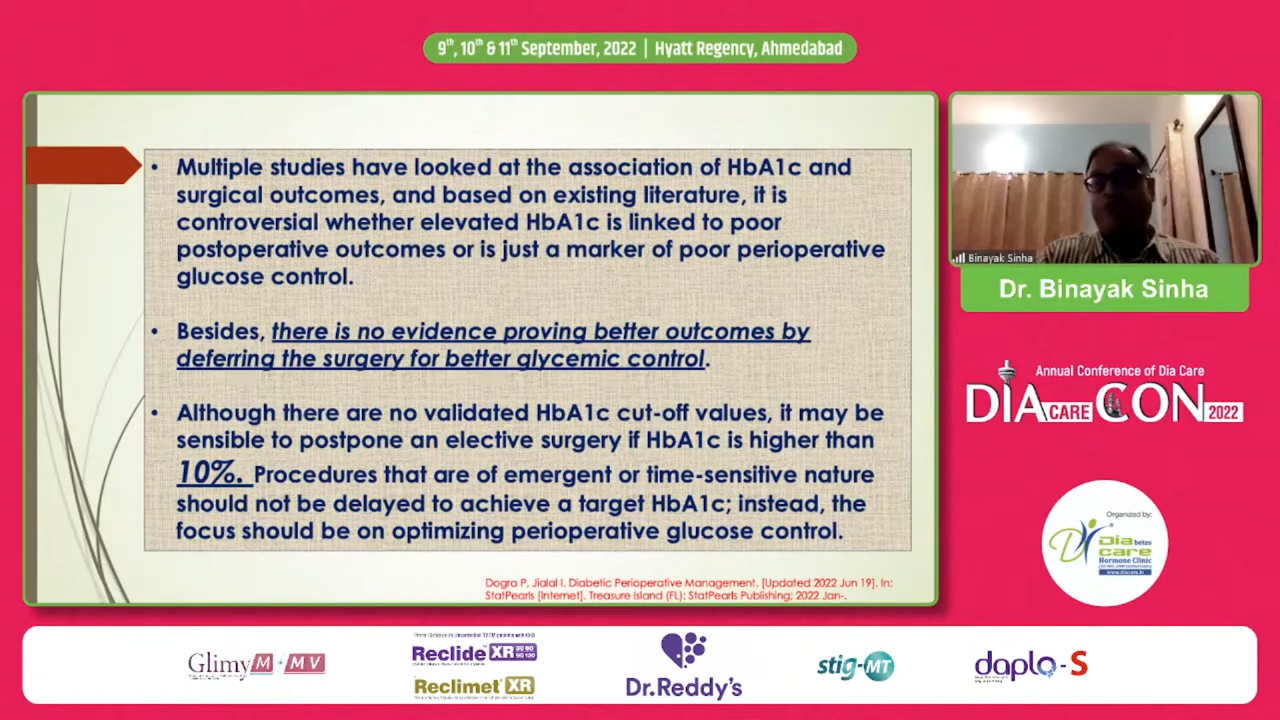 9th, 10th & 11th September, 2022 | Hyatt Regency, Ahmedabad
• Multiple studies have looked at the association of HbA1c and
surgical outcomes, and based on existing literature, it is
controversial whether elevated HbA1c is linked to poor
postoperative outcomes or is just a marker of poor perioperative
glucose control.
• Besides, there is no evidence proving better outcomes by
deferring the surgery for better glycemic control.
• Although there are no validated HbA1c cut-off values, it may be
sensible to postpone an elective surgery if HbA1c is higher than
10%. Procedures that are of emergent or time-sensitive nature
should not be delayed to achieve a target HbA1c; instead, the
focus should be on optimizing perioperative glucose control.
Dogra P, Jialal I. Diabetic Perioperative Management. [Updated 2022 Jun 19]. In:
StatPearls [Internet]. Treasure Island (FL): StatPearls Publishing; 2022 Jan-.
Binayak Sinha
Dr. Binayak Sinha
Annual Conference of Dia Care
DIA CARE CON 2022
Organized by:
Diabetes
care
Hormone Clinic
Glimy M - MV
Reclide XR 30 60
90 120
Reclimet XR
Dr.Reddy's
stig-MT
daplo-S